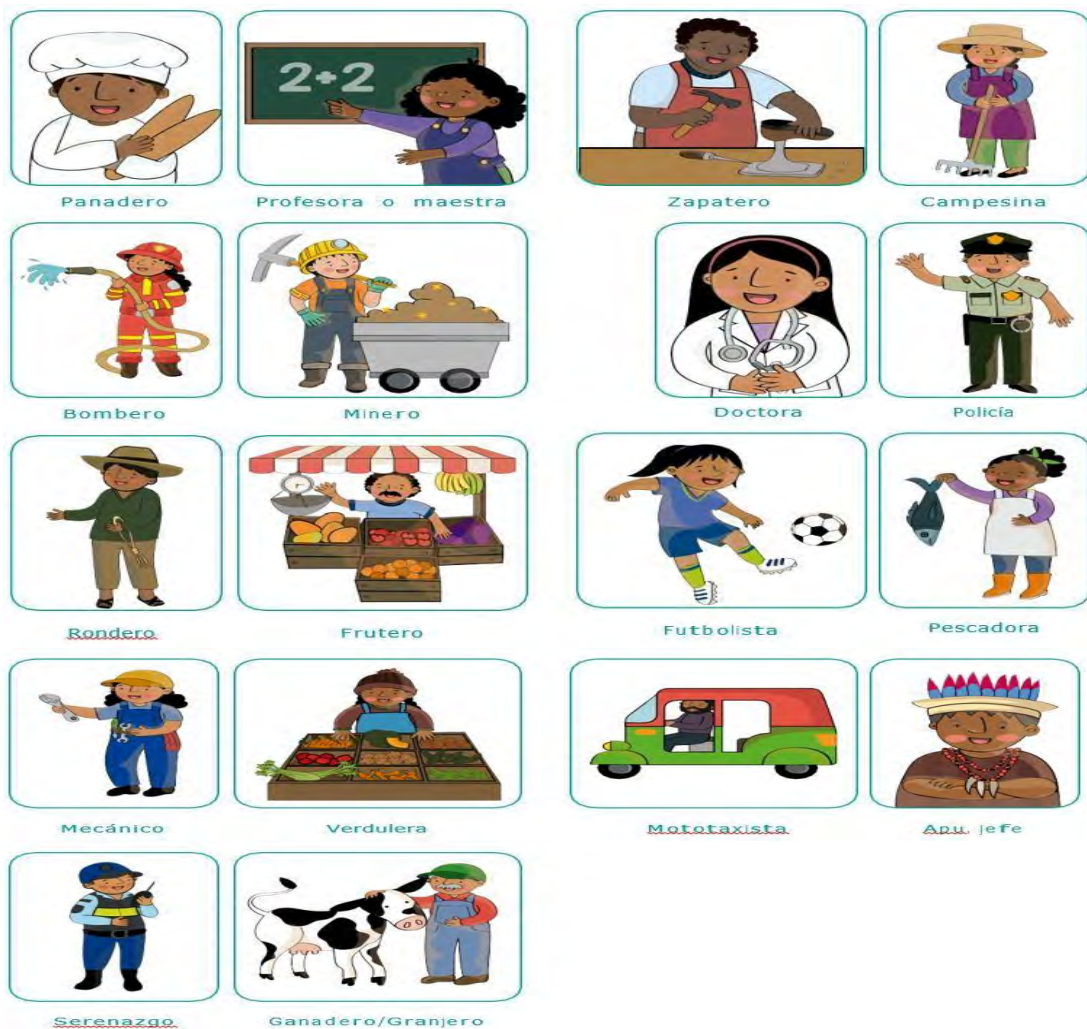 2+2
Panadero
Profesora o maestra
Zapatero
Campesina
Bombero
Minero
Doctora
Policía
Rondero
Frutero
Futbolista
Pescadora
Mecánico
Verdulera
Mototaxista
Apu, jefe
Serenazgo
Ganadero/Granjero